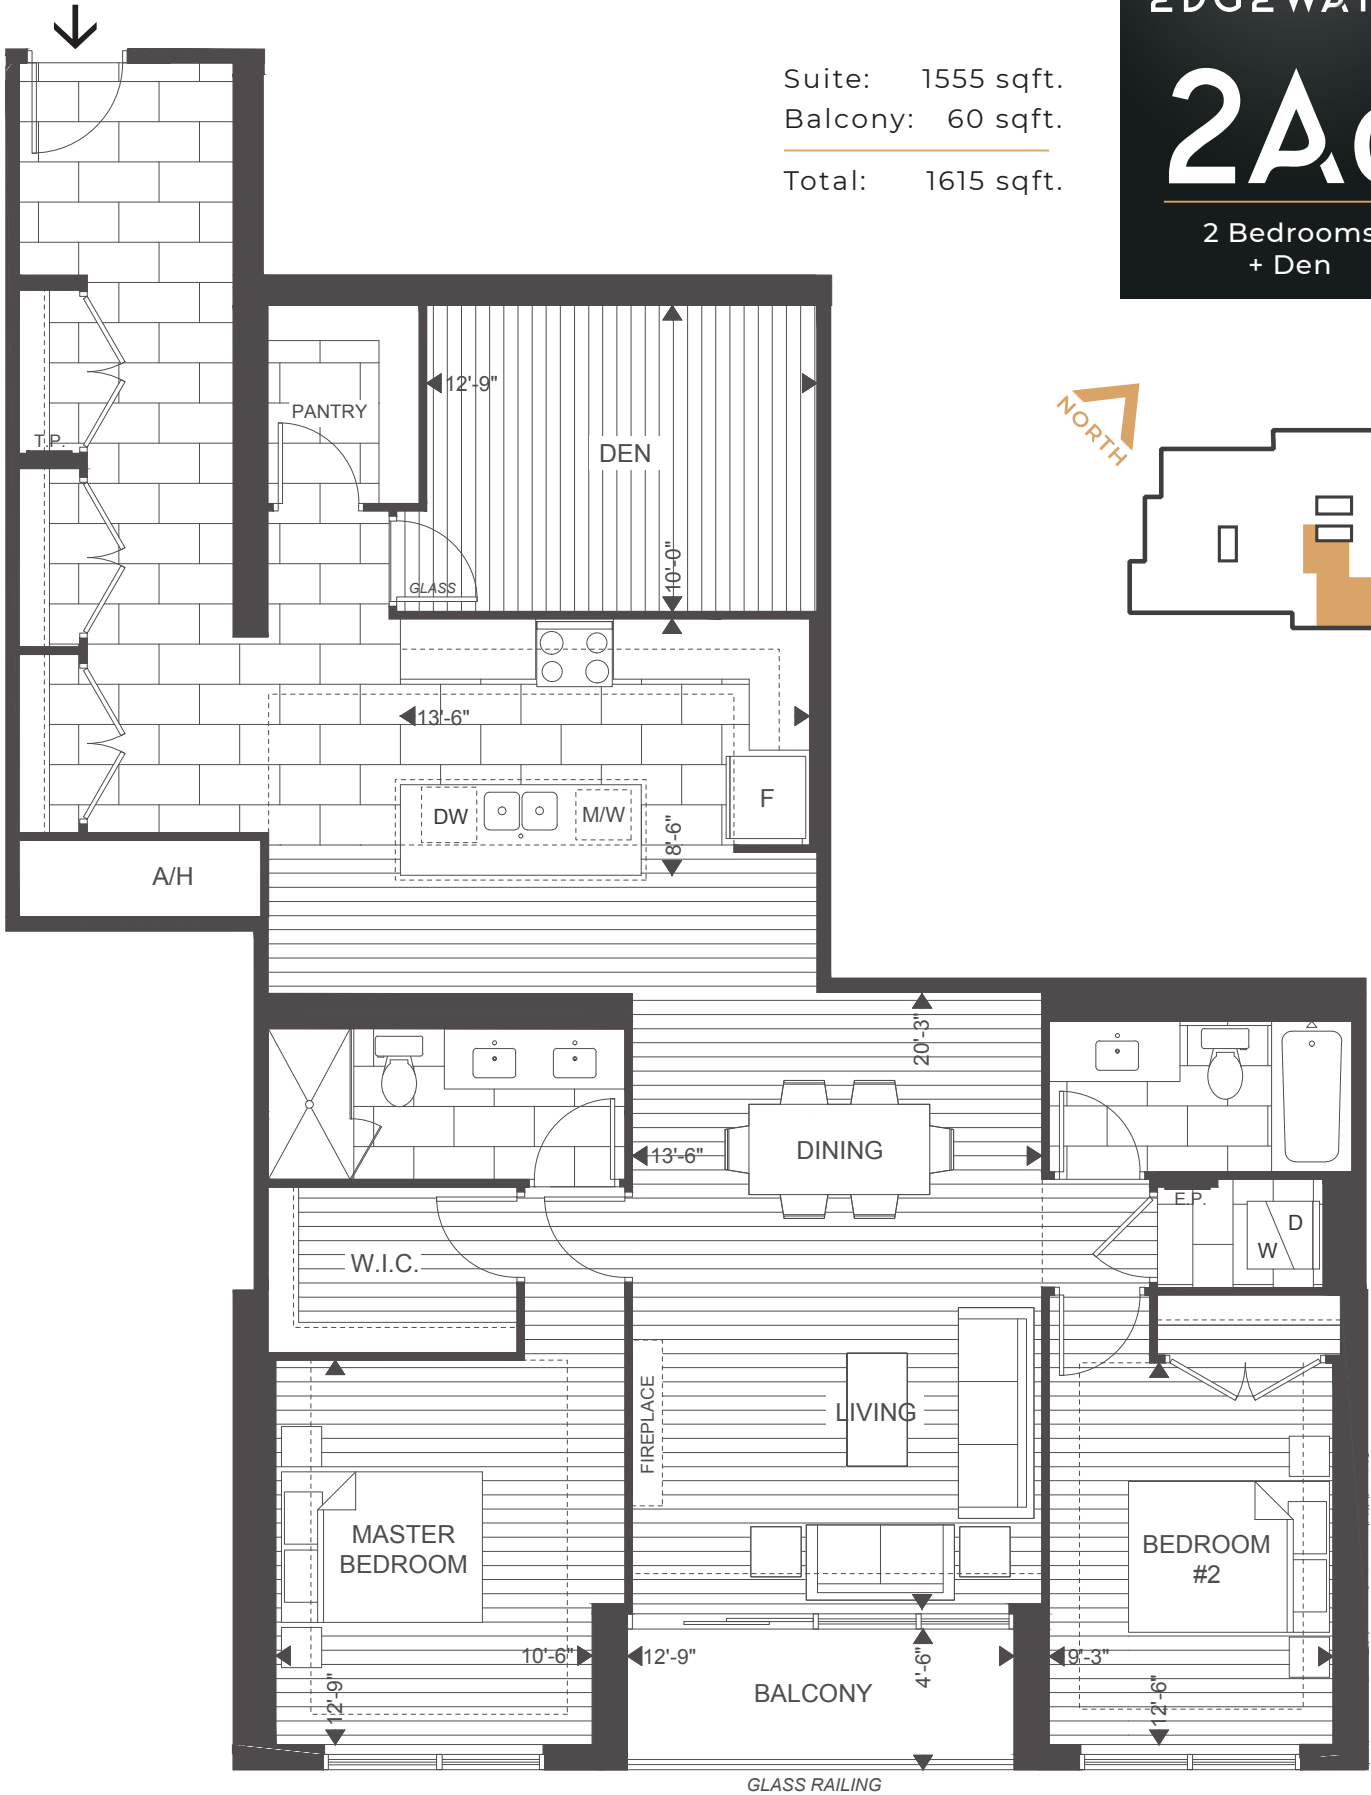 Suite: 1555 sqft.
Balcony: 60 sqft.
Total: 1615 sqft.
2 Bedrooms
+ Den
NORTH
PANTRY
12'-9"
DEN
T.P.
10'-0"
GLASS
13'-6"
DW
M/W
F
8'-6"
A/H
20'-3"
13'-6"
DINING
E.P.
D
W
W.I.C.
FIREPLACE
LIVING
MASTER
BEDROOM
BEDROOM
#2
10'-6"
12'-9"
12'-9"
4'-6"
9'-3"
12'-6"
BALCONY
GLASS RAILING